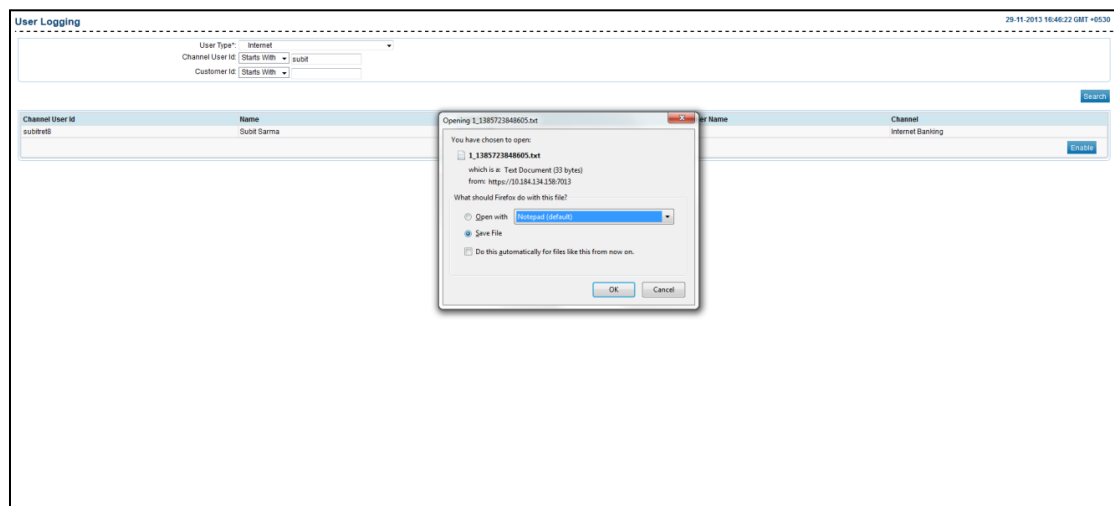 User Logging 29-11-2013 16:46:22 GMT +0530
User Type*: Internet
Channel User Id: Starts With subit
Customer Id: Starts With
Search
Channel User Id Name er Name Channel
subitret8 Subit Sarma Internet Banking
Enable
Opening 1_1385723848605.txt
You have chosen to open:
1_1385723848605.txt
which is a: Text Document (33 bytes)
from: https://10.184.134.158:7013
What should Firefox do with this file?
Open with Notepad (default)
Save File
Do this automatically for files like this from now on.
OK Cancel